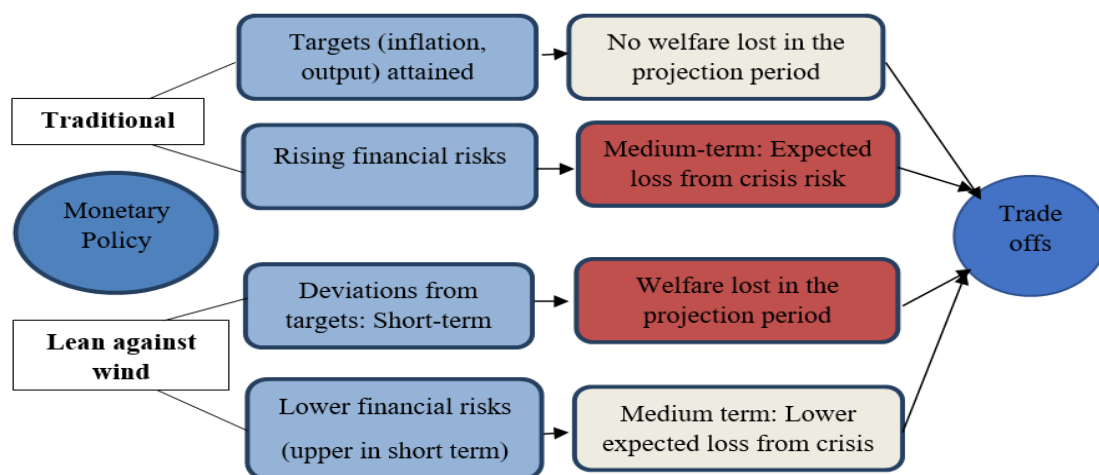 Targets (inflation,
output) attained
No welfare lost in the
projection period
Traditional
Rising financial risks
Medium-term: Expected
loss from crisis risk
Monetary
Policy
Trade
offs
Deviations from
targets: Short-term
Welfare lost in the
projection period
Lean against
wind
Lower financial risks
(upper in short term)
Medium term: Lower
expected loss from crisis